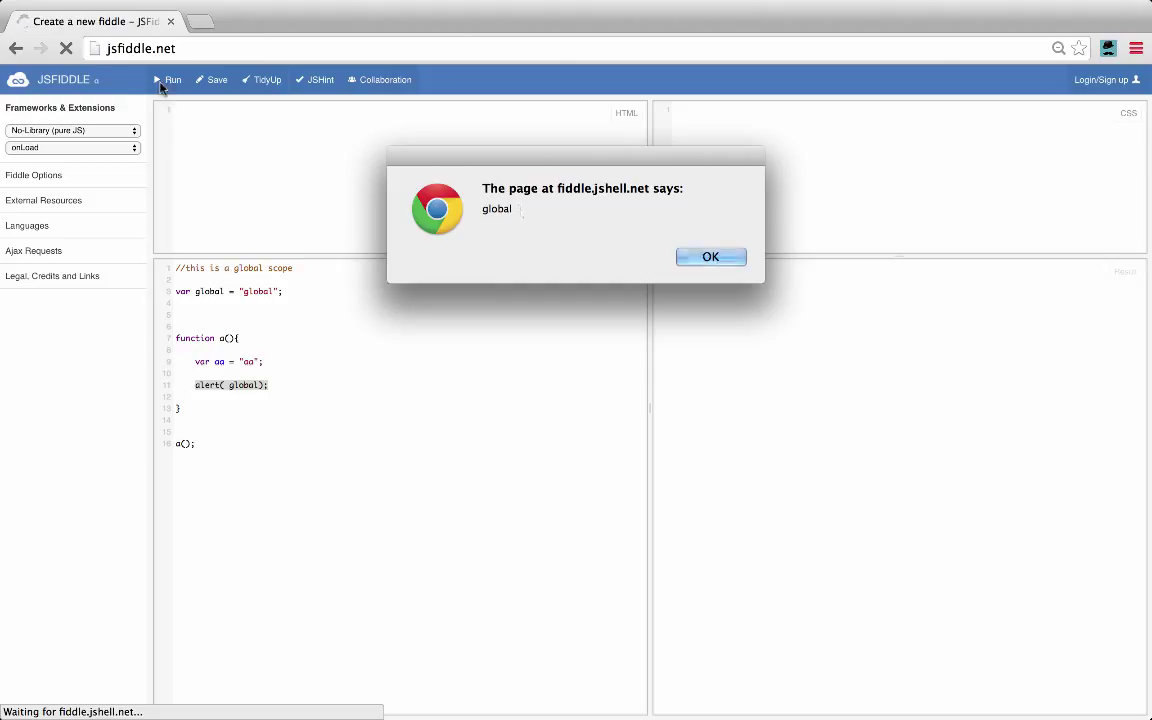 Create a new fiddle – JSFid
jsfiddle.net
JSFIDDLE α
Run
Save
TidyUp
JSHint
Collaboration
Login/Sign up
Frameworks & Extensions
No-Library (pure JS)
onLoad
Fiddle Options
External Resources
Languages
Ajax Requests
Legal, Credits and Links
1
HTML
1
CSS
The page at fiddle.jshell.net says:
global
OK
1 //this is a global scope
2
3 var global = "global";
4
5
6
7 function a(){
8
9 var aa = "aa";
10
11 alert( global);
12
13 }
14
15
16 a();
Result
Waiting for fiddle.jshell.net...